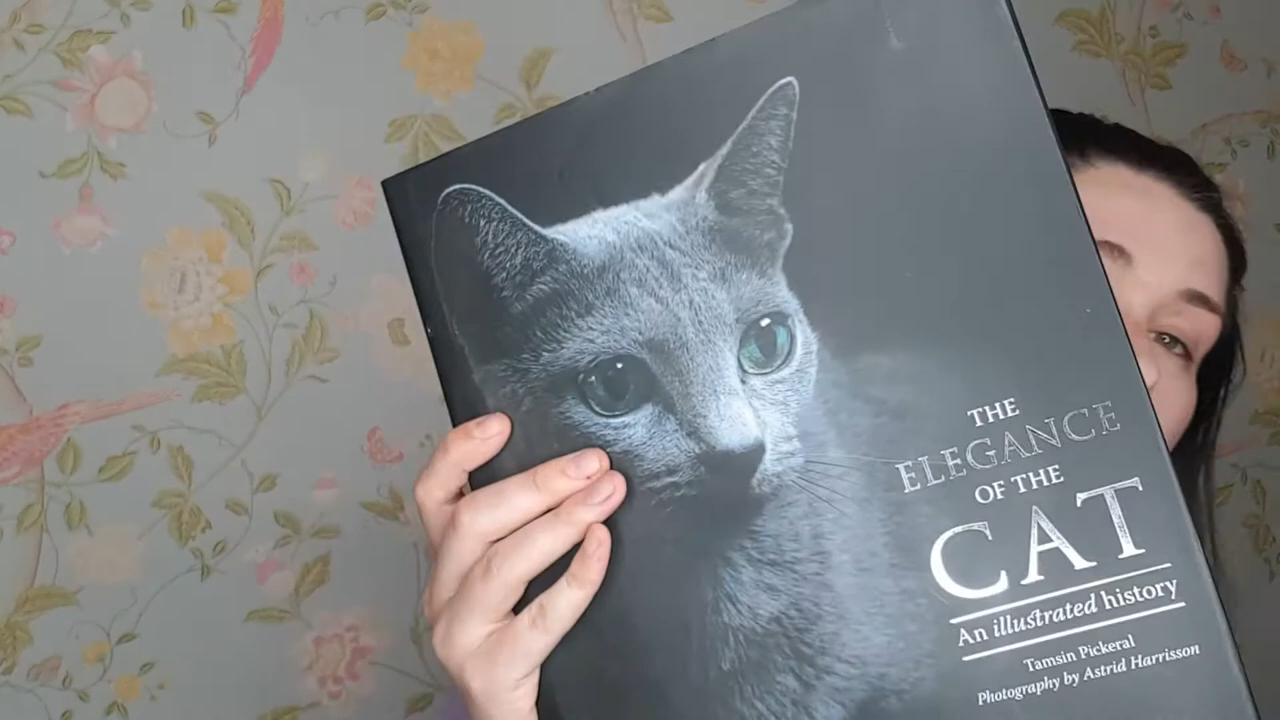 THE
ELEGANCE
OF THE
CAT
An illustrated history
Tamsin Pickeral
Photography by Astrid Harrisson